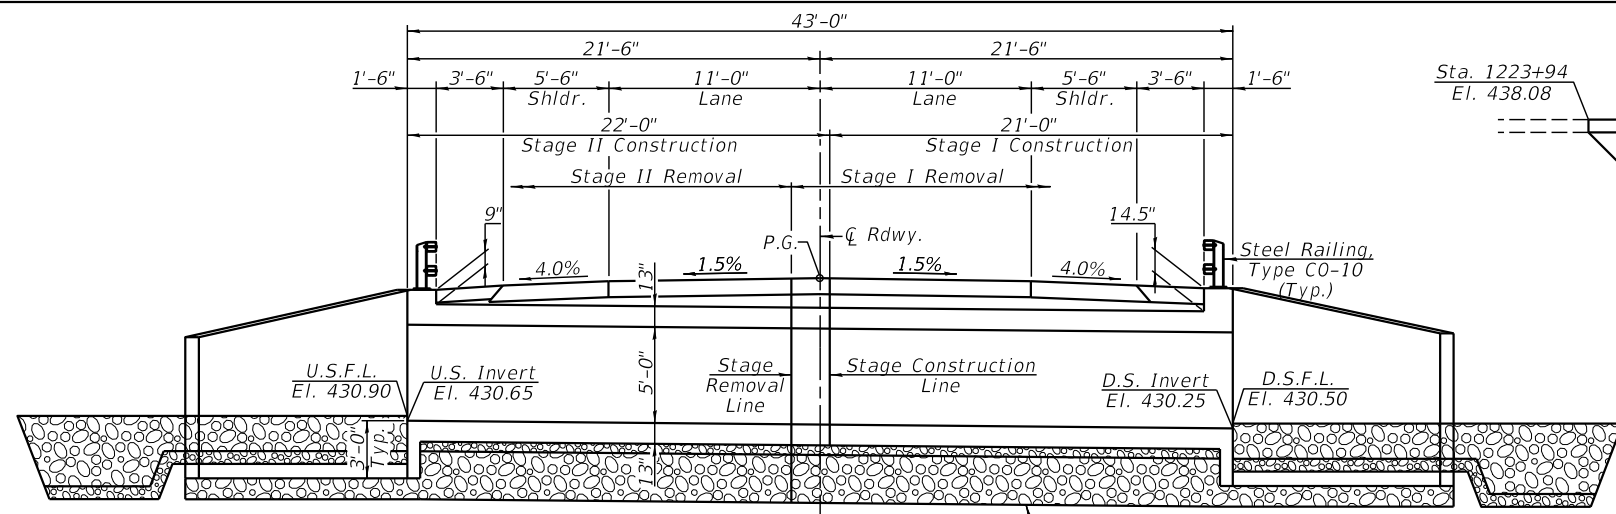 43'-0"
21'-6"
21'-6"
1'-6"
3'-6"
5'-6"
Shldr.
11'-0"
Lane
11'-0"
Lane
5'-6"
Shldr.
3'-6"
1'-6"
Sta. 1223+94
El. 438.08
22'-0"
Stage II Construction
21'-0"
Stage I Construction
Stage II Removal
Stage I Removal
9"
14.5"
P.G.
℄ Rdwy.
Steel Railing,
Type CO-10
(Typ.)
4.0%
1.5%
1.5%
4.0%
13"
5'-0"
U.S.F.L.
El. 430.90
U.S. Invert
El. 430.65
Stage
Removal
Line
Stage Construction
Line
D.S. Invert
El. 430.25
D.S.F.L.
El. 430.50
3'-0"
Typ.
13"